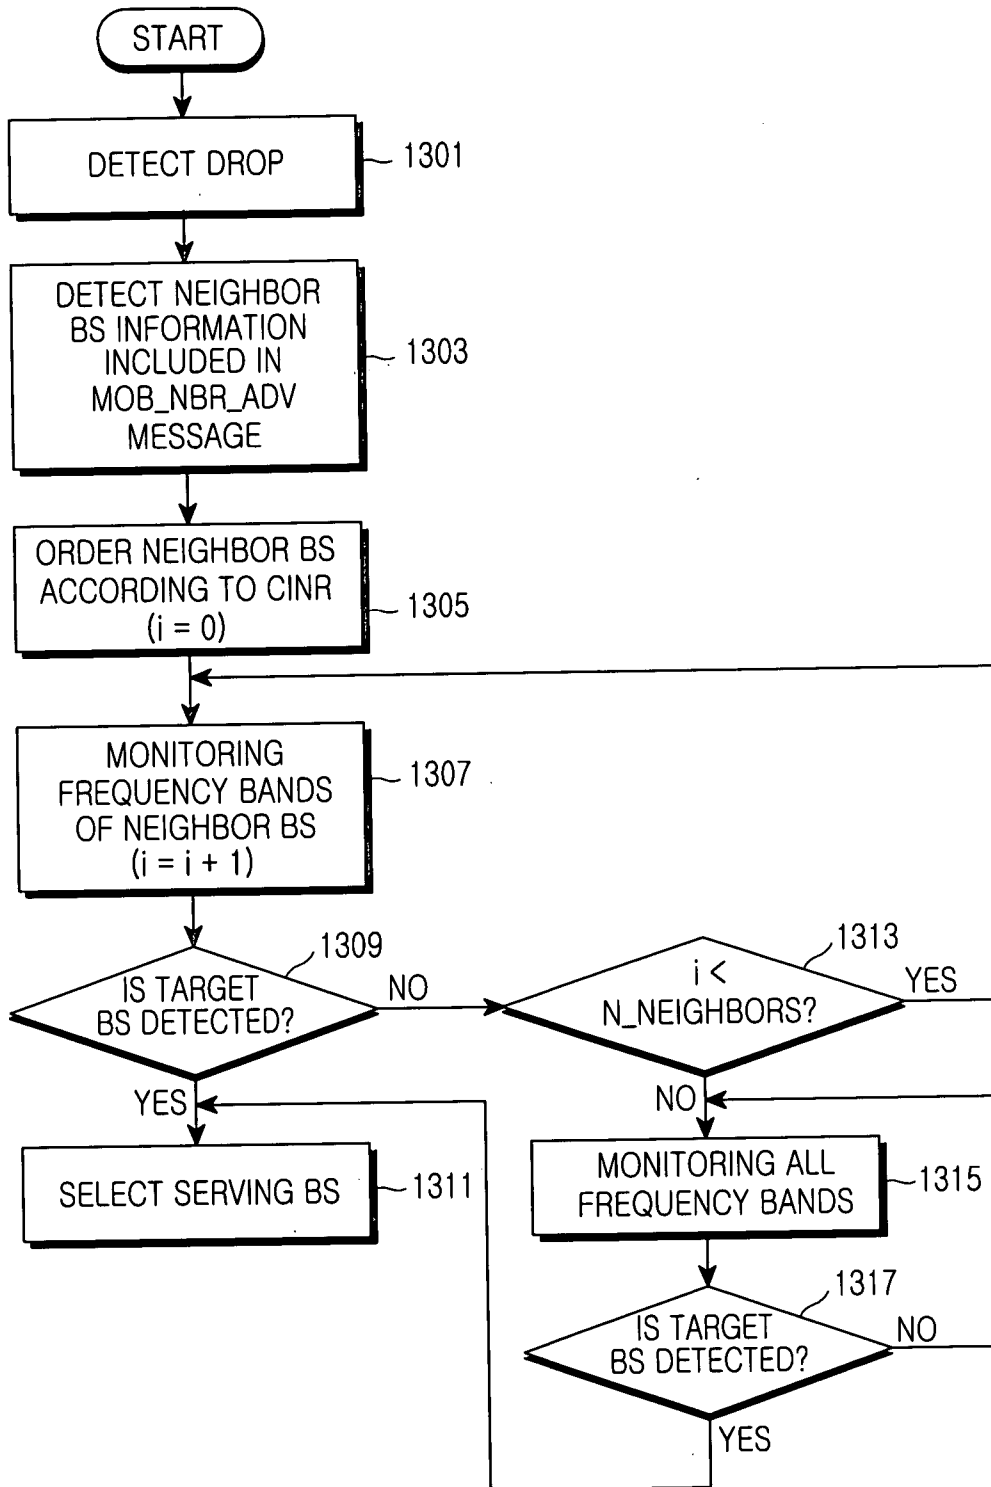 START
DETECT DROP
1301
DETECT NEIGHBOR
BS INFORMATION
INCLUDED IN
MOB_NBR_ADV
MESSAGE
1303
ORDER NEIGHBOR BS
ACCORDING TO CINR
(i = 0)
1305
MONITORING
FREQUENCY BANDS
OF NEIGHBOR BS
(i = i + 1)
1307
IS TARGET
BS DETECTED?
1309
NO
YES
i <
N_NEIGHBORS?
1313
YES
NO
SELECT SERVING BS
1311
MONITORING ALL
FREQUENCY BANDS
1315
IS TARGET
BS DETECTED?
1317
NO
YES